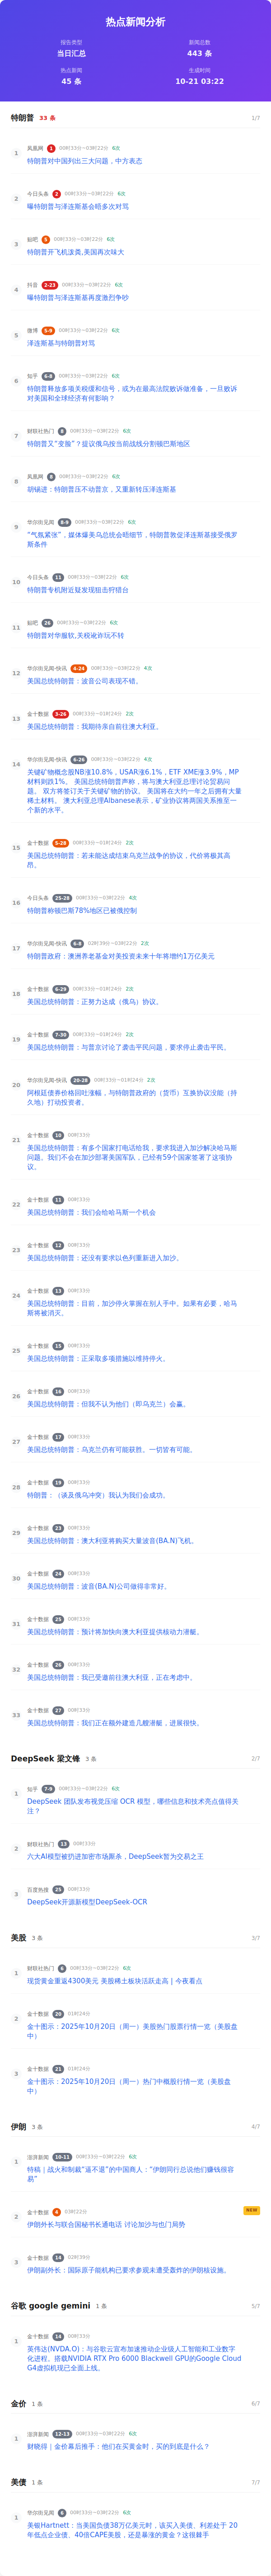 热点新闻分析
报告类型
新闻总数
当日汇总
443 条
热点新闻
生成时间
45 条
10-21 03:22
特朗普 33 条 1/7
1 凤凰网 1 00时33分~03时22分 6次
特朗普对中国列出三大问题，中方表态
2 今日头条 2 00时33分~03时22分 6次
曝特朗普与泽连斯基会晤多次对骂
3 贴吧 5 00时33分~03时22分 6次
特朗普开飞机泼粪,美国再次味大
4 抖音 2-23 00时33分~03时22分 6次
曝特朗普与泽连斯基再度激烈争吵
5 微博 5-9 00时33分~03时22分 6次
泽连斯基与特朗普对骂
6 知乎 6-8 00时33分~03时22分 6次
特朗普释放多项关税缓和信号，或为在最高法院败诉做准备，一旦败诉
对美国和全球经济有何影响？
7 财联社热门 8 00时33分~03时22分 6次
特朗普又“变脸”？提议俄乌按当前战线分割顿巴斯地区
8 凤凰网 8 00时33分~03时22分 6次
胡锡进：特朗普压不动普京，又重新转压泽连斯基
9 华尔街见闻 8-9 00时33分~03时22分 6次
“气氛紧张”，媒体爆美乌总统会晤细节，特朗普敦促泽连斯基接受俄罗
斯条件
10 今日头条 11 00时33分~03时22分 6次
特朗普专机附近疑发现狙击狩猎台
11 贴吧 26 00时33分~03时22分 6次
特朗普对华服软,关税讹诈玩不转
12 华尔街见闻-快讯 4-24 00时33分~03时22分 4次
美国总统特朗普：波音公司表现不错。
13 金十数据 3-26 00时33分~01时24分 2次
美国总统特朗普：我期待亲自前往澳大利亚。
14 华尔街见闻-快讯 6-26 00时33分~03时22分 4次
关键矿物概念股NB涨10.8%，USAR涨6.1%，ETF XME涨3.9%，MP
材料则跌1%。 美国总统特朗普声称，将与澳大利亚总理讨论贸易问
题。 双方将签订关于关键矿物的协议。 美国将在大约一年之后拥有大量
稀土材料。 澳大利亚总理Albanese表示，矿业协议将两国关系推至一
个新的水平。
15 金十数据 5-28 00时33分~01时24分 2次
美国总统特朗普：若未能达成结束乌克兰战争的协议，代价将极其高
昂。
16 今日头条 25-28 00时33分~03时22分 4次
特朗普称顿巴斯78%地区已被俄控制
17 华尔街见闻-快讯 6-8 02时39分~03时22分 2次
特朗普政府：澳洲养老基金对美投资未来十年将增约1万亿美元
18 金十数据 6-29 00时33分~01时24分 2次
美国总统特朗普：正努力达成（俄乌）协议。
19 金十数据 7-30 00时33分~01时24分 2次
美国总统特朗普：与普京讨论了袭击平民问题，要求停止袭击平民。
20 华尔街见闻-快讯 20-28 00时33分~01时24分 2次
阿根廷债券价格回吐涨幅，与特朗普政府的（货币）互换协议没能（持
久地）打动投资者。
21 金十数据 10 00时33分
美国总统特朗普：有多个国家打电话给我，要求我进入加沙解决哈马斯
问题。我们不会在加沙部署美国军队，已经有59个国家签署了这项协
议。
22 金十数据 11 00时33分
美国总统特朗普：我们会给哈马斯一个机会
23 金十数据 12 00时33分
美国总统特朗普：还没有要求以色列重新进入加沙。
24 金十数据 13 00时33分
美国总统特朗普：目前，加沙停火掌握在别人手中。如果有必要，哈马
斯将被消灭。
25 金十数据 15 00时33分
美国总统特朗普：正采取多项措施以维持停火。
26 金十数据 16 00时33分
美国总统特朗普：但我不认为他们（即乌克兰）会赢。
27 金十数据 17 00时33分
美国总统特朗普：乌克兰仍有可能获胜。一切皆有可能。
28 金十数据 19 00时33分
特朗普：（谈及俄乌冲突）我认为我们会成功。
29 金十数据 23 00时33分
美国总统特朗普：澳大利亚将购买大量波音(BA.N)飞机。
30 金十数据 24 00时33分
美国总统特朗普：波音(BA.N)公司做得非常好。
31 金十数据 25 00时33分
美国总统特朗普：预计将加快向澳大利亚提供核动力潜艇。
32 金十数据 26 00时33分
美国总统特朗普：我已受邀前往澳大利亚，正在考虑中。
33 金十数据 27 00时33分
美国总统特朗普：我们正在额外建造几艘潜艇，进展很快。
DeepSeek 梁文锋 3 条 2/7
1 知乎 7-9 00时33分~03时22分 6次
DeepSeek 团队发布视觉压缩 OCR 模型，哪些信息和技术亮点值得关
注？
2 财联社热门 13 00时33分
六大AI模型被扔进加密市场厮杀，DeepSeek暂为交易之王
3 百度热搜 25 00时33分
DeepSeek开源新模型DeepSeek-OCR
美股 3 条 3/7
1 财联社热门 6 00时33分~03时22分 6次
现货黄金重返4300美元 美股稀土板块活跃走高 | 今夜看点
2 金十数据 20 01时24分
金十图示：2025年10月20日（周一）美股热门股票行情一览（美股盘
中）
3 金十数据 21 01时24分
金十图示：2025年10月20日（周一）热门中概股行情一览（美股盘
中）
伊朗 3 条 4/7
1 澎湃新闻 10-11 00时33分~03时22分 6次
特稿｜战火和制裁“逼不退”的中国商人：“伊朗同行总说他们赚钱很容
易”
NEW
2 金十数据 4 03时22分
伊朗外长与联合国秘书长通电话 讨论加沙与也门局势
3 金十数据 14 02时39分
伊朗副外长：国际原子能机构已要求参观未遭受轰炸的伊朗核设施。
谷歌 google gemini 1 条 5/7
1 金十数据 14 00时33分
英伟达(NVDA.O)：与谷歌云宣布加速推动企业级人工智能和工业数字
化进程。搭载NVIDIA RTX Pro 6000 Blackwell GPU的Google Cloud
G4虚拟机现已全面上线。
金价 1 条 6/7
1 澎湃新闻 12-13 00时33分~03时22分 6次
财晓得｜金价幕后推手：他们在买黄金时，买的到底是什么？
美债 1 条 7/7
1 华尔街见闻 6 00时33分~03时22分 6次
美银Hartnett：当美国负债38万亿美元时，该买入美债、利差处于 20
年低点企业债、40倍CAPE美股，还是暴涨的黄金？这很棘手